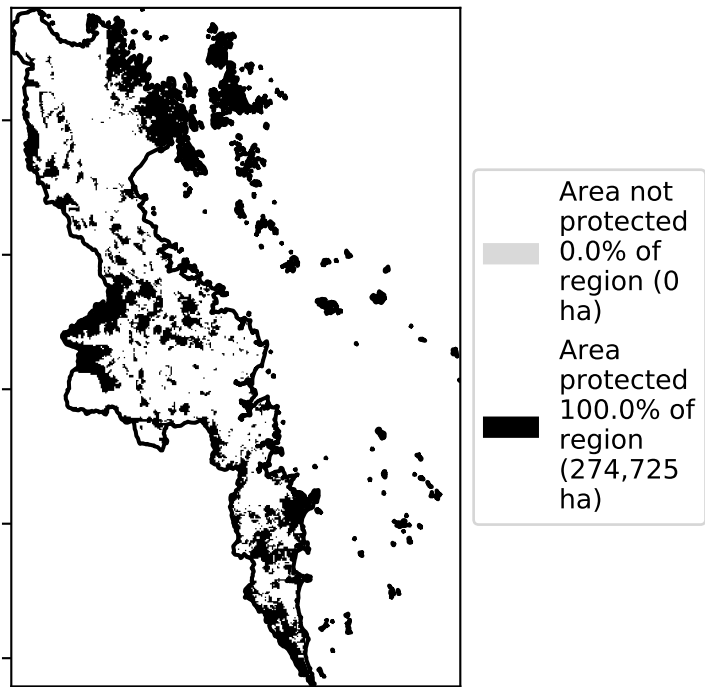 Area not
protected
0.0% of
region (0
ha)
Area
protected
100.0% of
region
(274,725
ha)